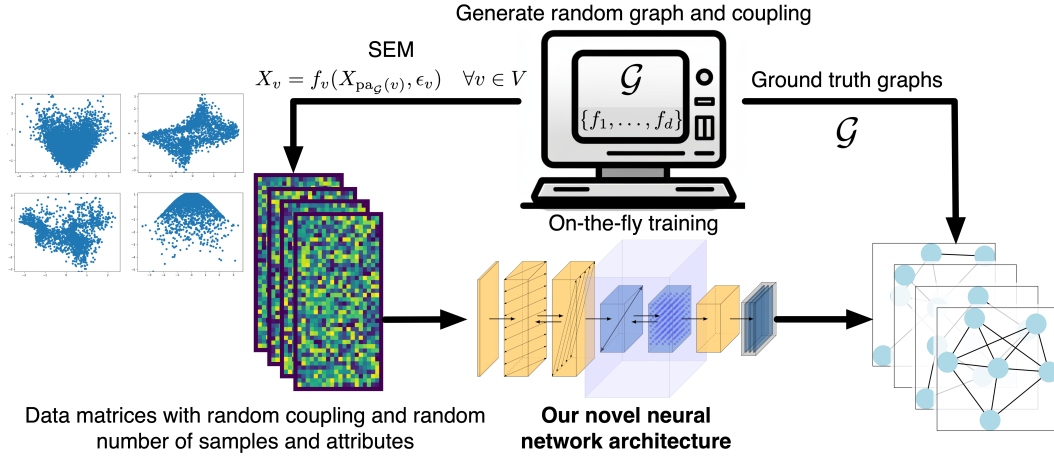 Generate random graph and coupling
SEM
X_v = f_v(X_{pa_𝒢(v)}, ϵ_v)   ∀v ∈ V
𝒢
{f_1, . . . , f_d}
Ground truth graphs
𝒢
On-the-fly training
Data matrices with random coupling and random
number of samples and attributes
Our novel neural
network architecture